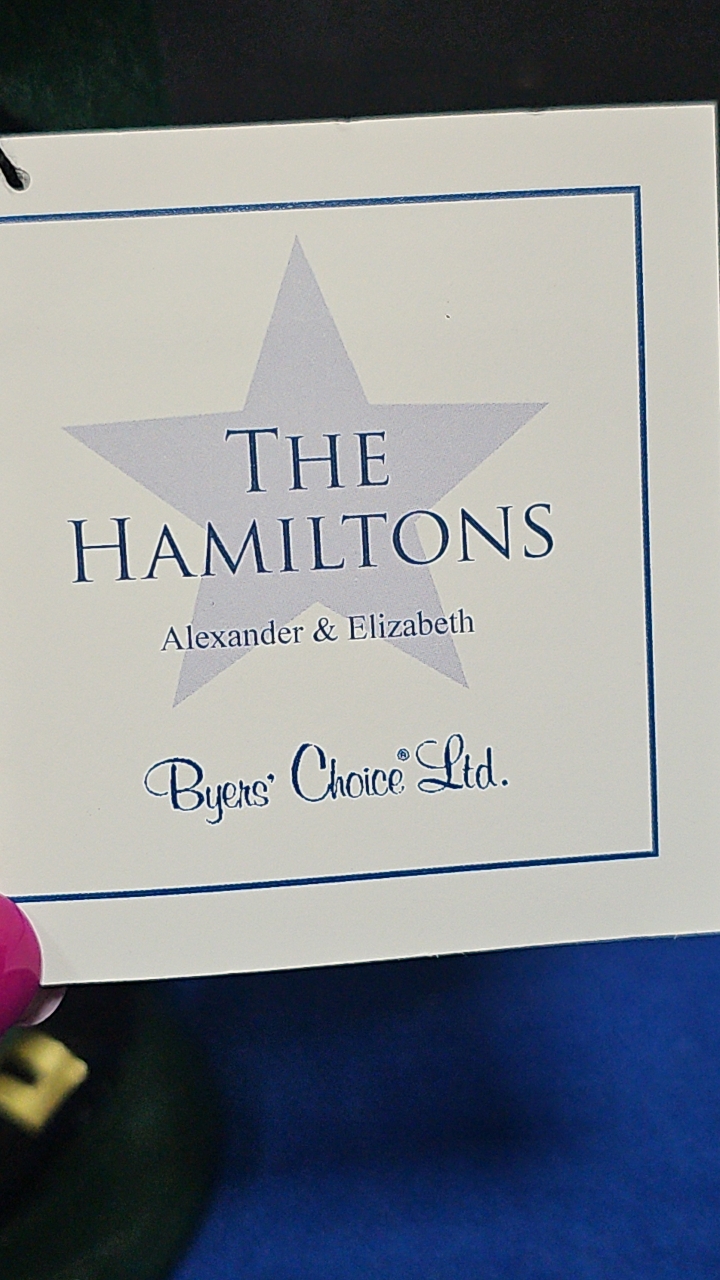 THE
HAMILTONS
Alexander & Elizabeth
Byers' Choice® Ltd.